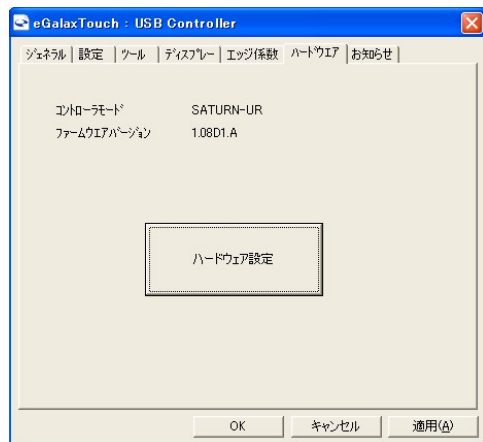 eGalaxTouch : USB Controller
ジェネラル 設定 ツール ディスプレー エッジ係数 ハードウエア お知らせ
コントローラモード SATURN-UR
ファームウエアバージョン 1.08D1.A
ハードウェア設定
OK キャンセル 適用(A)